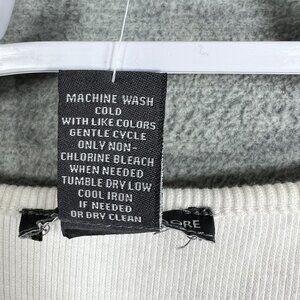 MACHINE WASH
COLD
WITH LIKE COLORS
GENTLE CYCLE
ONLY NON-
CHLORINE BLEACH
WHEN NEEDED
TUMBLE DRY LOW
COOL IRON
IF NEEDED
OR DRY CLEAN
ORE